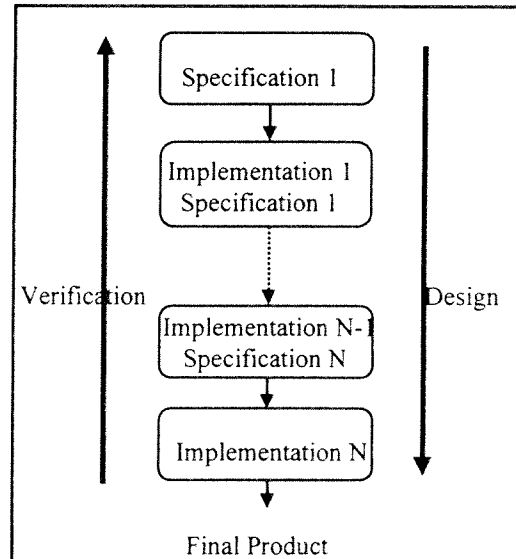 Specification 1
Implementation 1
Specification 1
Verification
Design
Implementation N-1
Specification N
Implementation N
Final Product